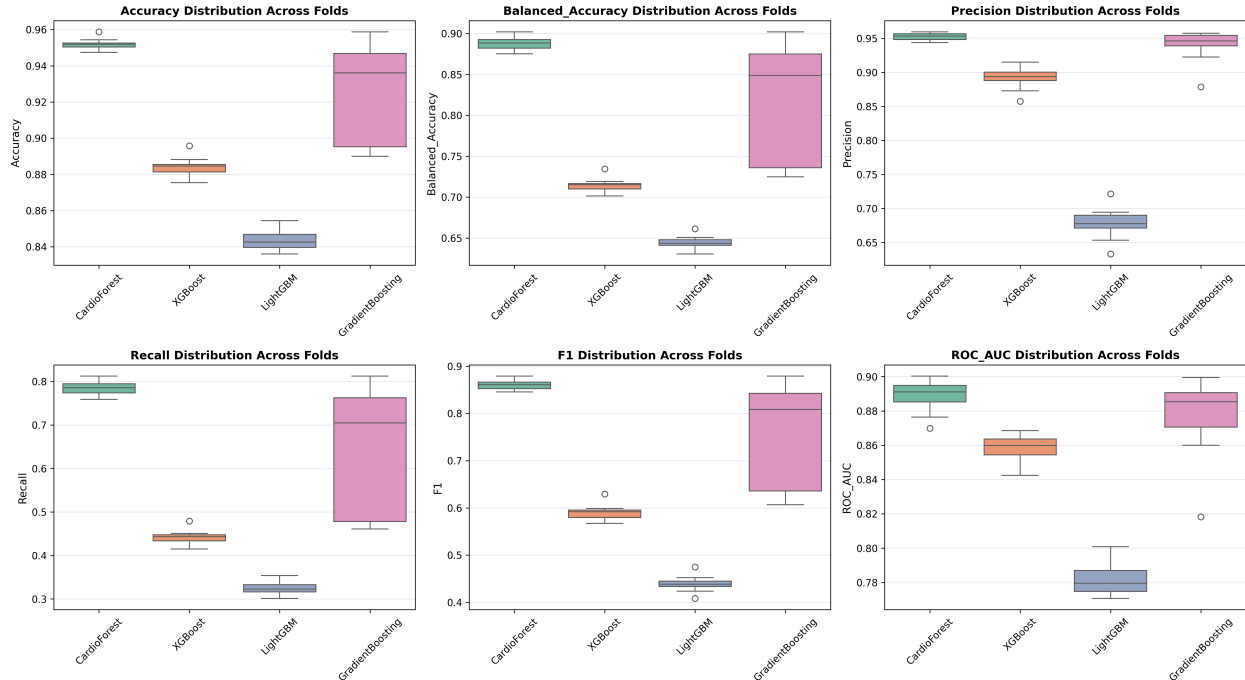 Accuracy Distribution Across Folds
Accuracy
0.96
0.94
0.92
0.90
0.88
0.86
0.84
CardioForest
XGBoost
LightGBM
GradientBoosting
Balanced_Accuracy Distribution Across Folds
Balanced_Accuracy
0.90
0.85
0.80
0.75
0.70
0.65
CardioForest
XGBoost
LightGBM
GradientBoosting
Precision Distribution Across Folds
Precision
0.95
0.90
0.85
0.80
0.75
0.70
0.65
CardioForest
XGBoost
LightGBM
GradientBoosting
Recall Distribution Across Folds
Recall
0.8
0.7
0.6
0.5
0.4
0.3
CardioForest
XGBoost
LightGBM
GradientBoosting
F1 Distribution Across Folds
F1
0.9
0.8
0.7
0.6
0.5
0.4
CardioForest
XGBoost
LightGBM
GradientBoosting
ROC_AUC Distribution Across Folds
ROC_AUC
0.90
0.88
0.86
0.84
0.82
0.80
0.78
CardioForest
XGBoost
LightGBM
GradientBoosting